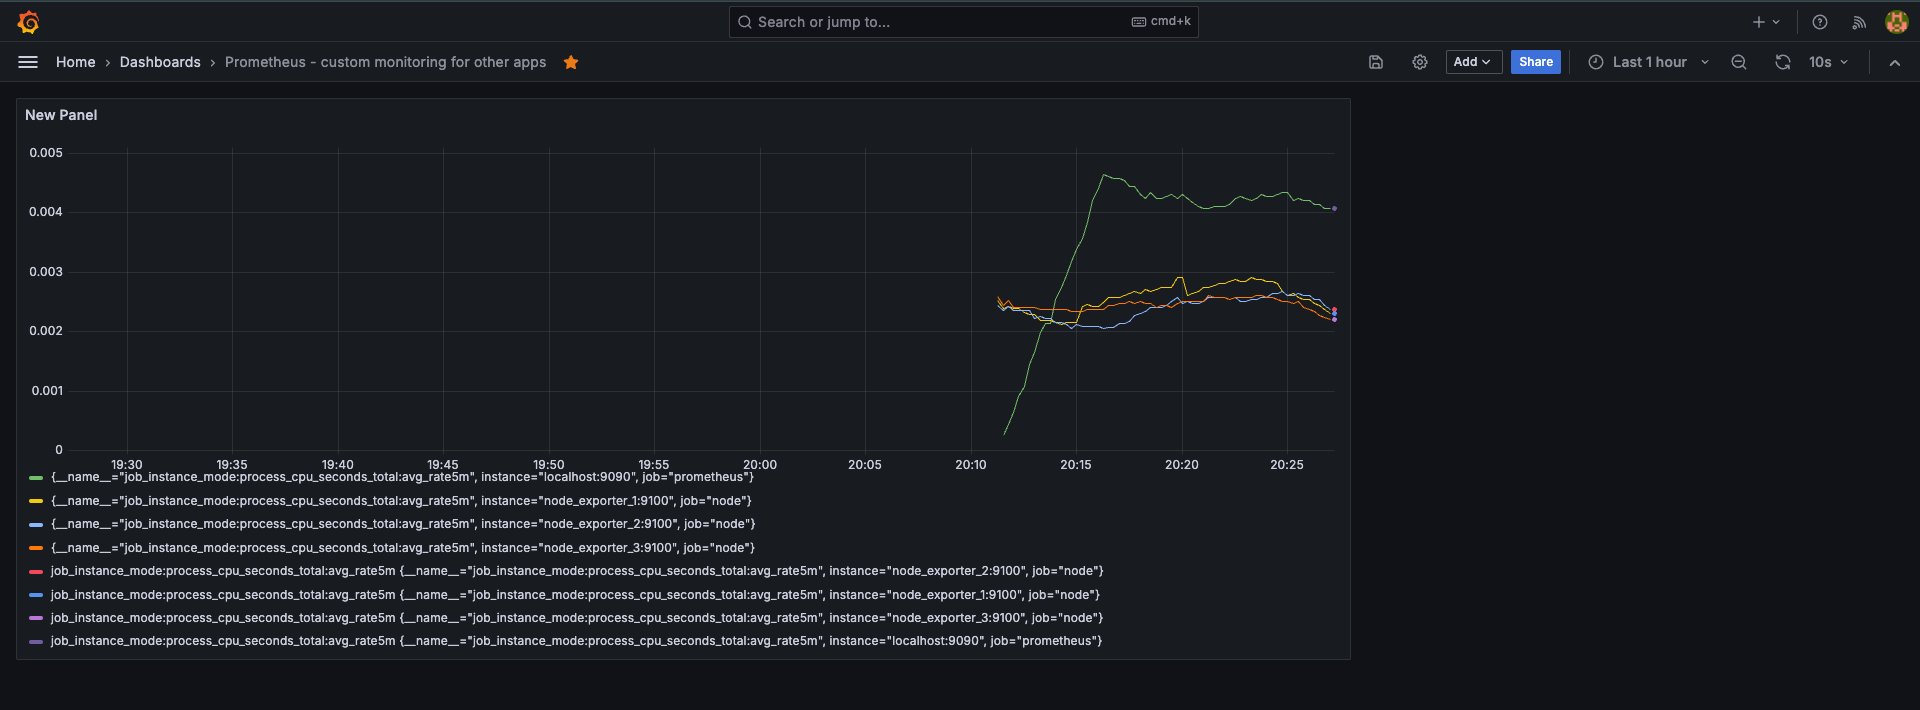 Search or jump to... cmd+k
Home › Dashboards › Prometheus - custom monitoring for other apps
Add Share Last 1 hour 10s
New Panel
0.005
0.004
0.003
0.002
0.001
0
19:30 19:35 19:40 19:45 19:50 19:55 20:00 20:05 20:10 20:15 20:20 20:25
{__name__="job_instance_mode:process_cpu_seconds_total:avg_rate5m", instance="localhost:9090", job="prometheus"}
{__name__="job_instance_mode:process_cpu_seconds_total:avg_rate5m", instance="node_exporter_1:9100", job="node"}
{__name__="job_instance_mode:process_cpu_seconds_total:avg_rate5m", instance="node_exporter_2:9100", job="node"}
{__name__="job_instance_mode:process_cpu_seconds_total:avg_rate5m", instance="node_exporter_3:9100", job="node"}
job_instance_mode:process_cpu_seconds_total:avg_rate5m {__name__="job_instance_mode:process_cpu_seconds_total:avg_rate5m", instance="node_exporter_2:9100", job="node"}
job_instance_mode:process_cpu_seconds_total:avg_rate5m {__name__="job_instance_mode:process_cpu_seconds_total:avg_rate5m", instance="node_exporter_1:9100", job="node"}
job_instance_mode:process_cpu_seconds_total:avg_rate5m {__name__="job_instance_mode:process_cpu_seconds_total:avg_rate5m", instance="node_exporter_3:9100", job="node"}
job_instance_mode:process_cpu_seconds_total:avg_rate5m {__name__="job_instance_mode:process_cpu_seconds_total:avg_rate5m", instance="localhost:9090", job="prometheus"}